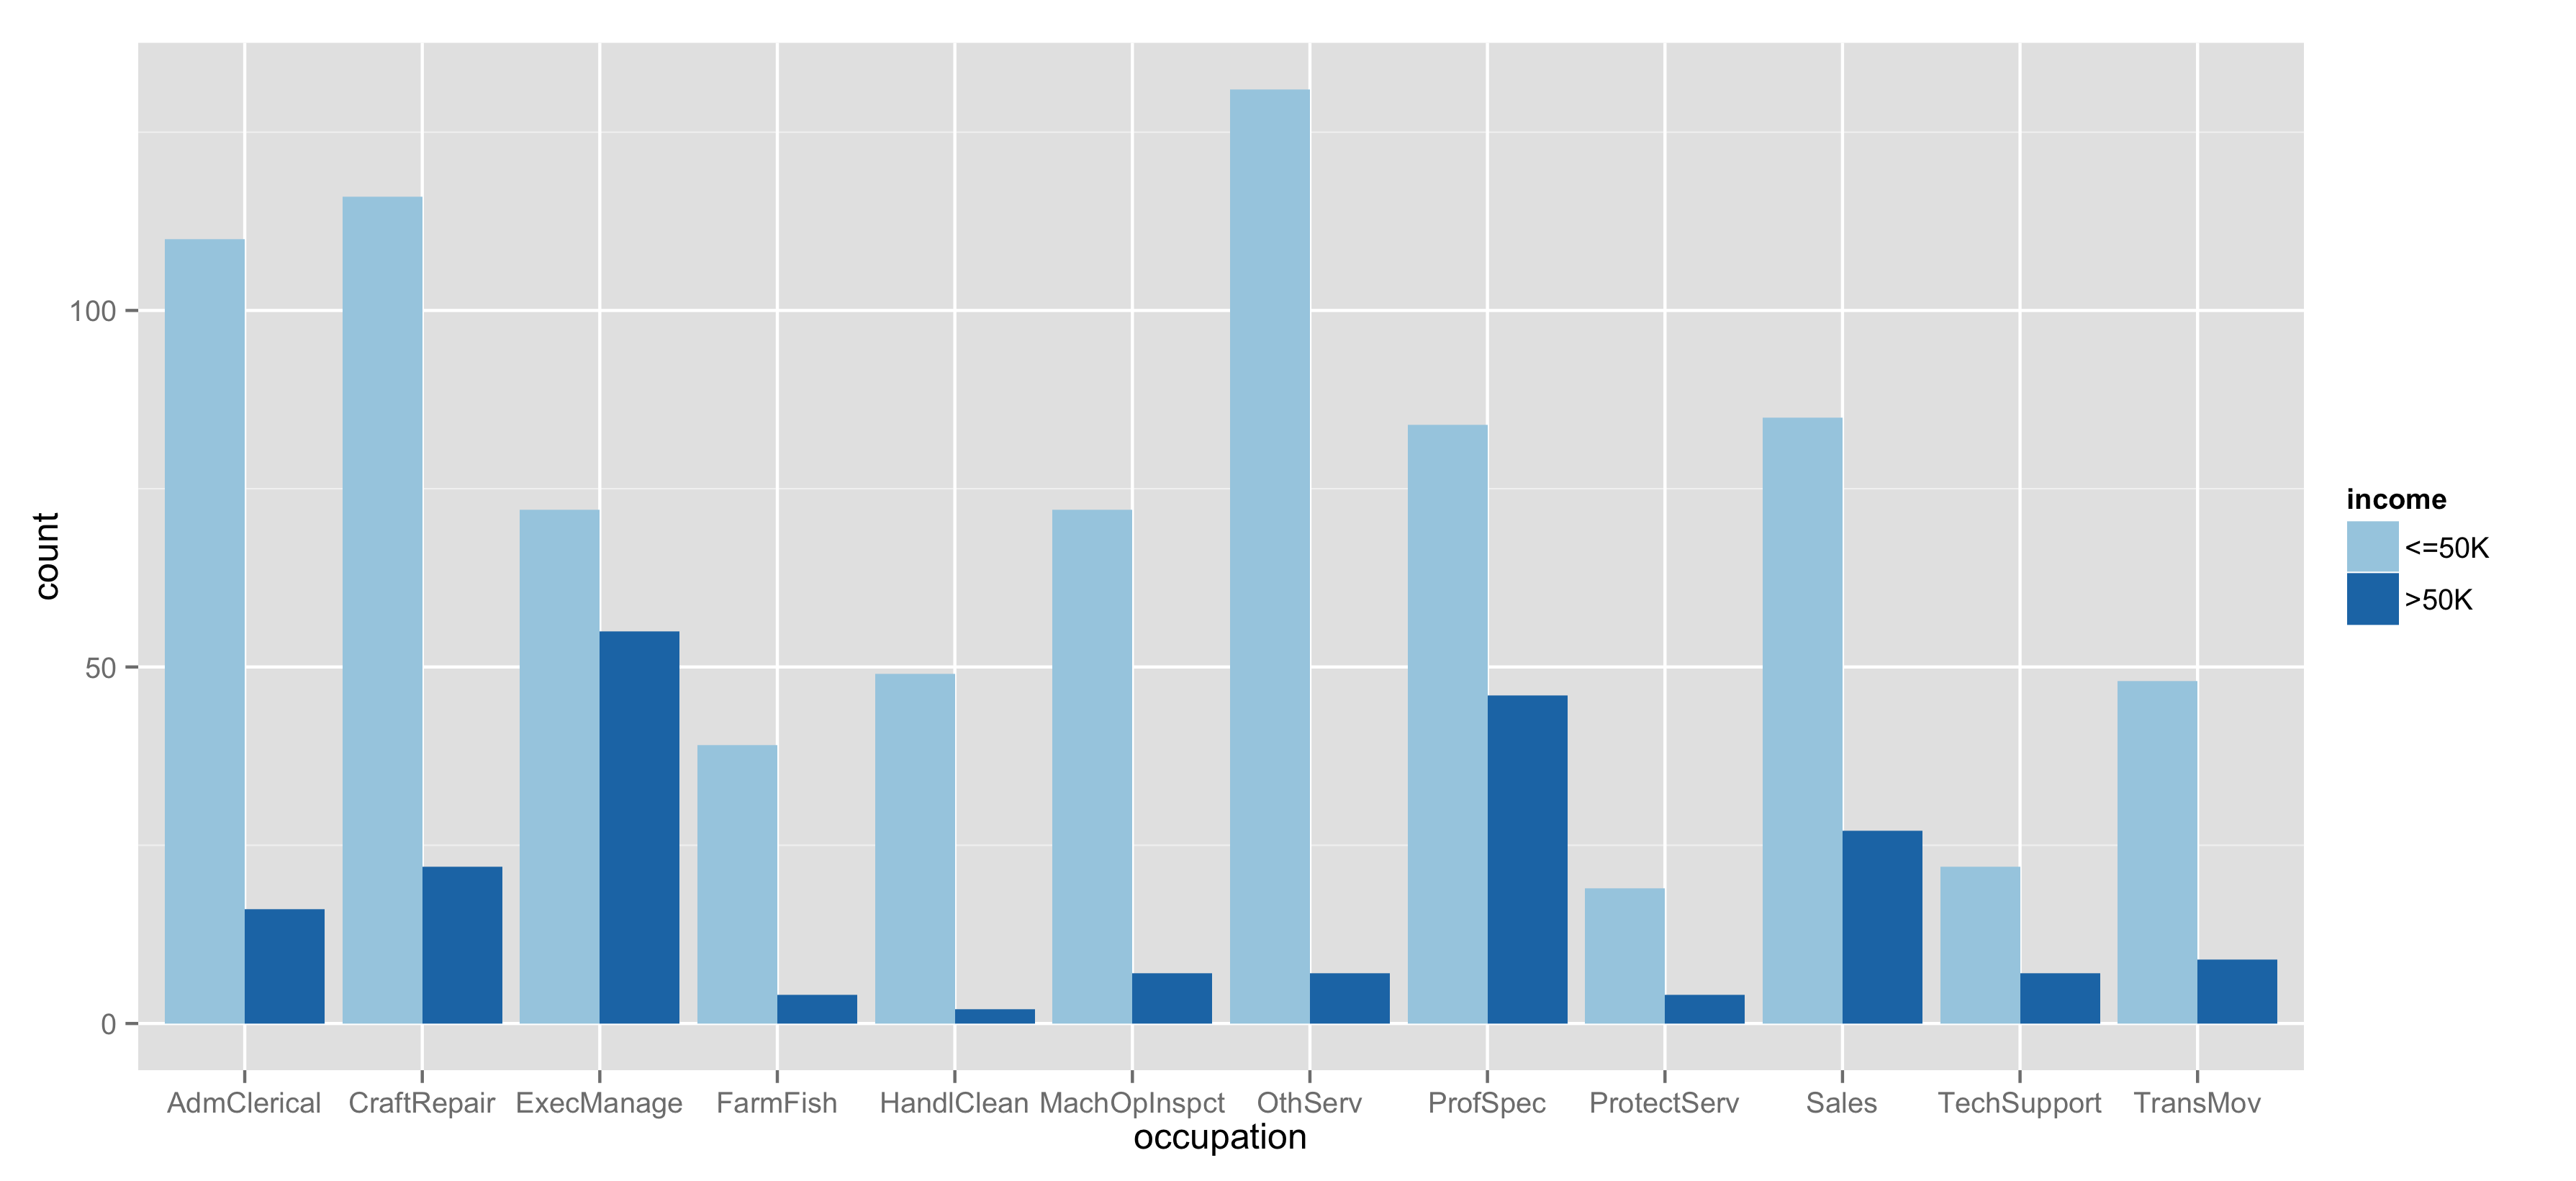 100
50
0
count
AdmClerical CraftRepair ExecManage FarmFish HandlClean MachOpInspct OthServ ProfSpec ProtectServ Sales TechSupport TransMov
occupation
income
<=50K
>50K